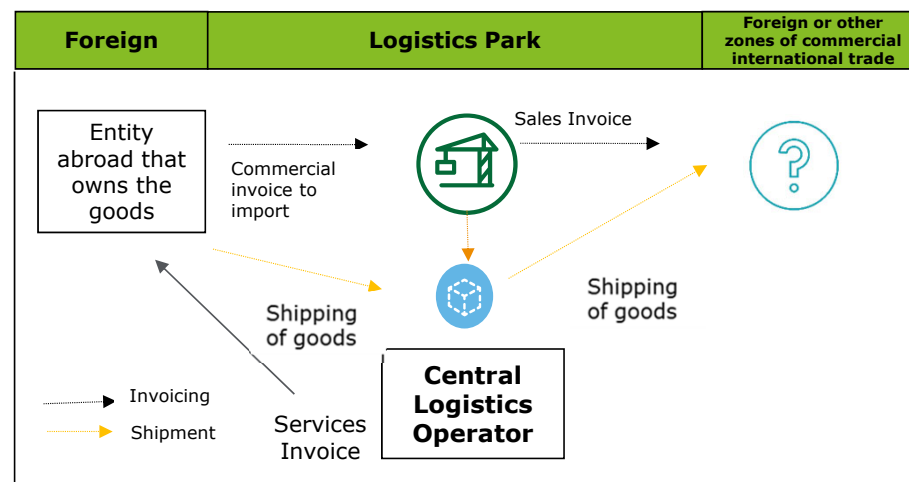 Foreign
Logistics Park
Foreign or other
zones of commercial
international trade
Entity
abroad that
owns the
goods
Commercial
invoice to
import
Sales Invoice
Shipping
of goods
Shipping
of goods
Central
Logistics
Operator
Services
Invoice
Invoicing
Shipment